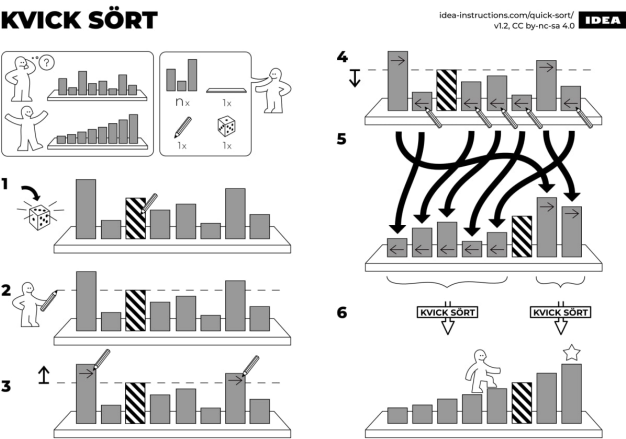 KVICK SÖRT
idea-instructions.com/quick-sort/
v1.2, CC by-nc-sa 4.0
IDEA
?
n x
1x
1x
1x
1
2
3
4
5
KVICK SÖRT
KVICK SÖRT
6